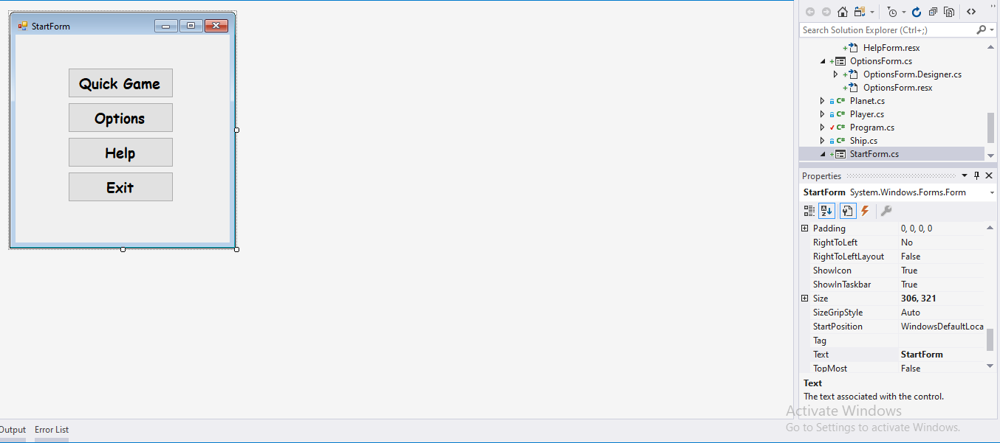 StartForm
Quick Game
Options
Help
Exit
Search Solution Explorer (Ctrl+;)
HelpForm.resx
OptionsForm.cs
OptionsForm.Designer.cs
OptionsForm.resx
C# Planet.cs
C# Player.cs
C# Program.cs
C# Ship.cs
StartForm.cs
Properties
StartForm System.Windows.Forms.Form
Padding 0, 0, 0, 0
RightToLeft No
RightToLeftLayout False
ShowIcon True
ShowInTaskbar True
Size 306, 321
SizeGripStyle Auto
StartPosition WindowsDefaultLoca
Tag
Text StartForm
TopMost False
Text
The text associated with the control.
Activate Windows
Go to Settings to activate Windows.
Output Error List